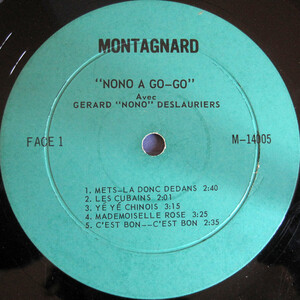 MONTAGNARD
"NONO A GO-GO"
Avec
GERARD "NONO" DESLAURIERS
FACE 1
M-14005
1. METS-LA DONC DEDANS 2:40
2. LES CUBAINS 2:01
3. YÉ YÉ CHINOIS 3:15
4. MADEMOISELLE ROSE 3:25
5. C'EST BON--C'EST BON 2:35